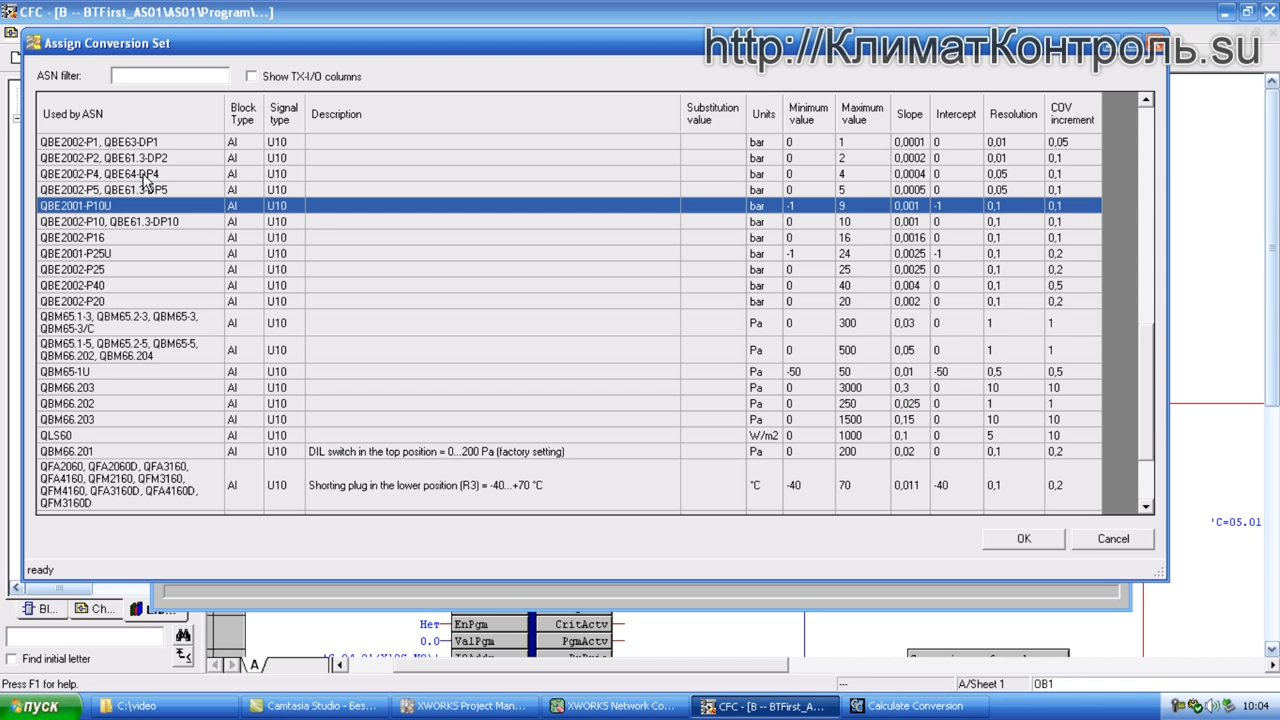 CFC - [B -- BTFirst_AS01\AS01\Program\...]
http://КлиматКонтроль.su
Assign Conversion Set
ASN filter:
Show TX-I/O columns
Used by ASN Block Type Signal type Description Substitution value Units Minimum value Maximum value Slope Intercept Resolution COV increment
QBE2002-P1, QBE63-DP1 AI U10 bar 0 1 0,0001 0 0,01 0,05
QBE2002-P2, QBE61.3-DP2 AI U10 bar 0 2 0,0002 0 0,01 0,1
QBE2002-P4, QBE64-DP4 AI U10 bar 0 4 0,0004 0 0,05 0,1
QBE2002-P5, QBE61.3-DP5 AI U10 bar 0 5 0,0005 0 0,05 0,1
QBE2001-P10U AI U10 bar -1 9 0,001 -1 0,1 0,1
QBE2002-P10, QBE61.3-DP10 AI U10 bar 0 10 0,001 0 0,1 0,1
QBE2002-P16 AI U10 bar 0 16 0,0016 0 0,1 0,1
QBE2001-P25U AI U10 bar -1 24 0,0025 -1 0,1 0,2
QBE2002-P25 AI U10 bar 0 25 0,0025 0 0,1 0,2
QBE2002-P40 AI U10 bar 0 40 0,004 0 0,1 0,5
QBE2002-P20 AI U10 bar 0 20 0,002 0 0,1 0,2
QBM65.1-3, QBM65.2-3, QBM65-3,
QBM65-3/C AI U10 Pa 0 300 0,03 0 1 1
QBM65.1-5, QBM65.2-5, QBM65-5,
QBM66.202, QBM66.204 AI U10 Pa 0 500 0,05 0 1 1
QBM65-1U AI U10 Pa -50 50 0,01 -50 0,5 0,5
QBM66.203 AI U10 Pa 0 3000 0,3 0 10 10
QBM66.202 AI U10 Pa 0 250 0,025 0 1 1
QBM66.203 AI U10 Pa 0 1500 0,15 0 10 10
QLS60 AI U10 W/m2 0 1000 0,1 0 5 10
QBM66.201 AI U10 DIL switch in the top position = 0...200 Pa (factory setting) Pa 0 200 0,02 0 0,1 0,2
QFA2060, QFA2060D, QFA3160,
QFA4160, QFM2160, QFM3160,
QFM4160, QFA3160D, QFA4160D,
QFM3160D AI U10 Shorting plug in the lower position (R3) = -40...+70 °C °C -40 70 0,011 -40 0,1 0,2
'C=05.01
OK Cancel
ready
Bl... Ch...
Нет EnPgm CritActv
0.0 ValPgm PgmActv
Find initial letter
A
Press F1 for help. --- A/Sheet 1 OB1
пуск C:\video Camtasia Studio - Без... XWORKS Project Man... XWORKS Network Co... CFC - [B -- BTFirst_A... Calculate Conversion 10:04